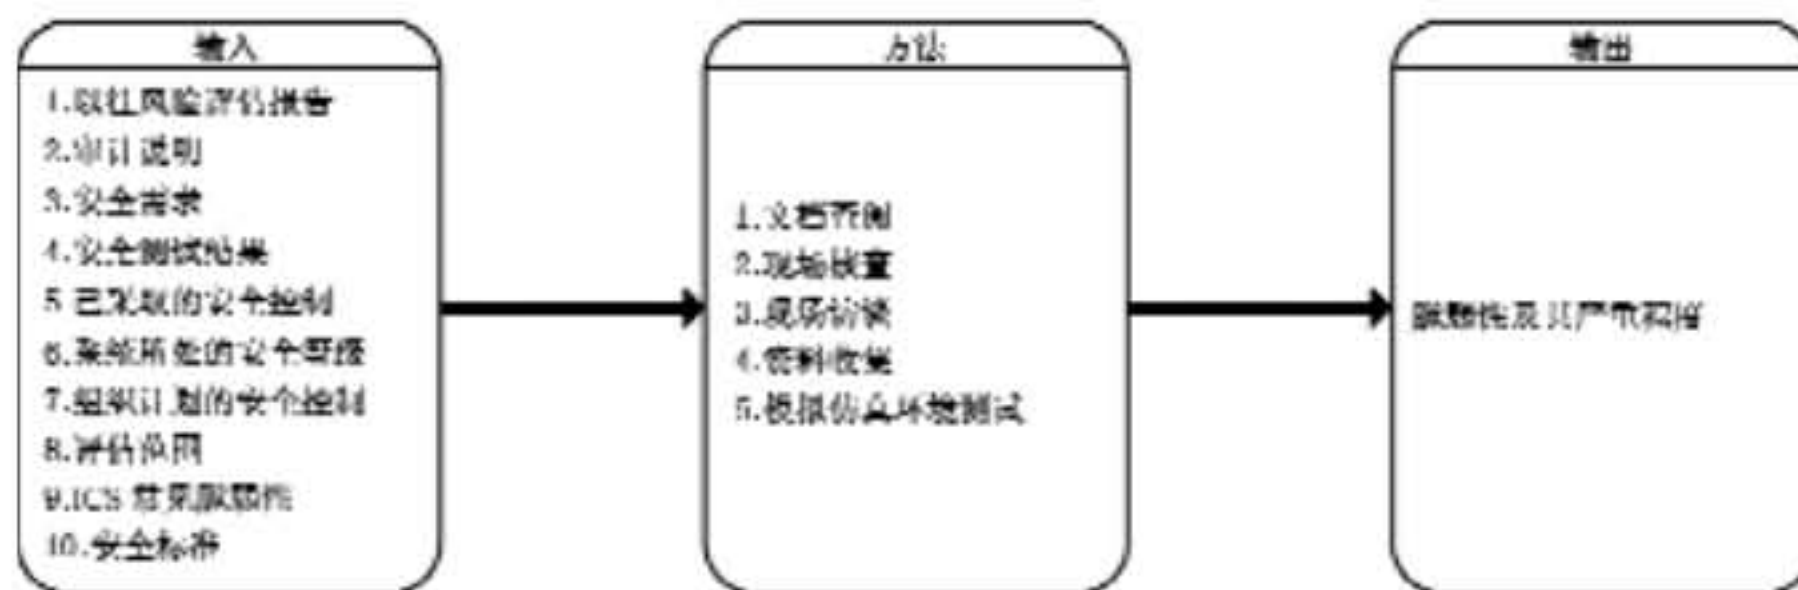 输入
1.以往风险评估报告
2.审计说明
3.安全需求
4.安全测试结果
5 已采取的安全控制
6.系统所处的安全等级
7.组织计划的安全控制
8.评估范围
9.ICS 常见脆弱性
10.安全标准
方法
1.文档查阅
2.现场核查
3.现场访谈
4.资料收集
5.模拟仿真环境测试
输出
脆弱性及其严重程度